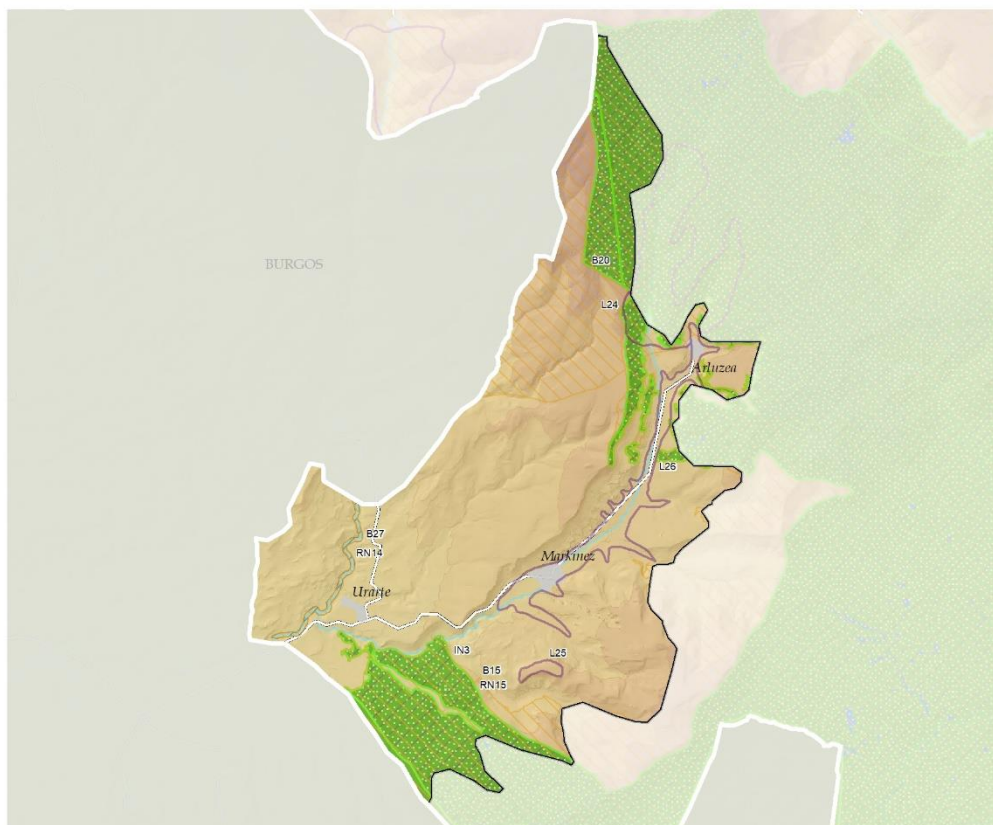 BURGOS
B20
L24
Arluzea
L26
B27
RN14
Markinez
Urarte
IN3
L25
B15
RN15